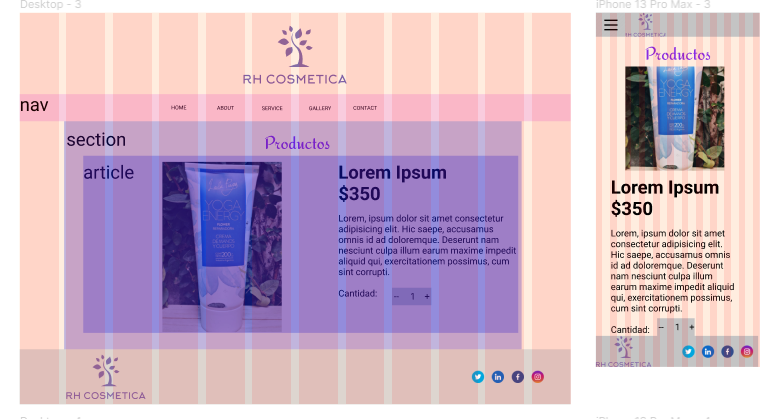 Desktop - 3
RH COSMETICA
nav
HOME
ABOUT
SERVICE
GALLERY
CONTACT
section
Productos
article
YOGA
ENERGY
Lorem Ipsum
$350
Lorem, ipsum dolor sit amet consectetur
adipisicing elit. Hic saepe, accusamus
omnis id ad doloremque. Deserunt nam
nesciunt culpa illum earum maxime impedit
aliquid qui, exercitationem possimus, cum
sint corrupti.
Cantidad:
– 1 +
RH COSMETICA
iPhone 13 Pro Max - 3
RH COSMETICA
Productos
YOGA
ENERGY
Lorem Ipsum
$350
Lorem, ipsum dolor sit amet
consectetur adipisicing elit.
Hic saepe, accusamus omnis
id ad doloremque. Deserunt
nam nesciunt culpa illum
earum maxime impedit aliquid
qui, exercitationem possimus,
cum sint corrupti.
Cantidad:
– 1 +
RH COSMETICA